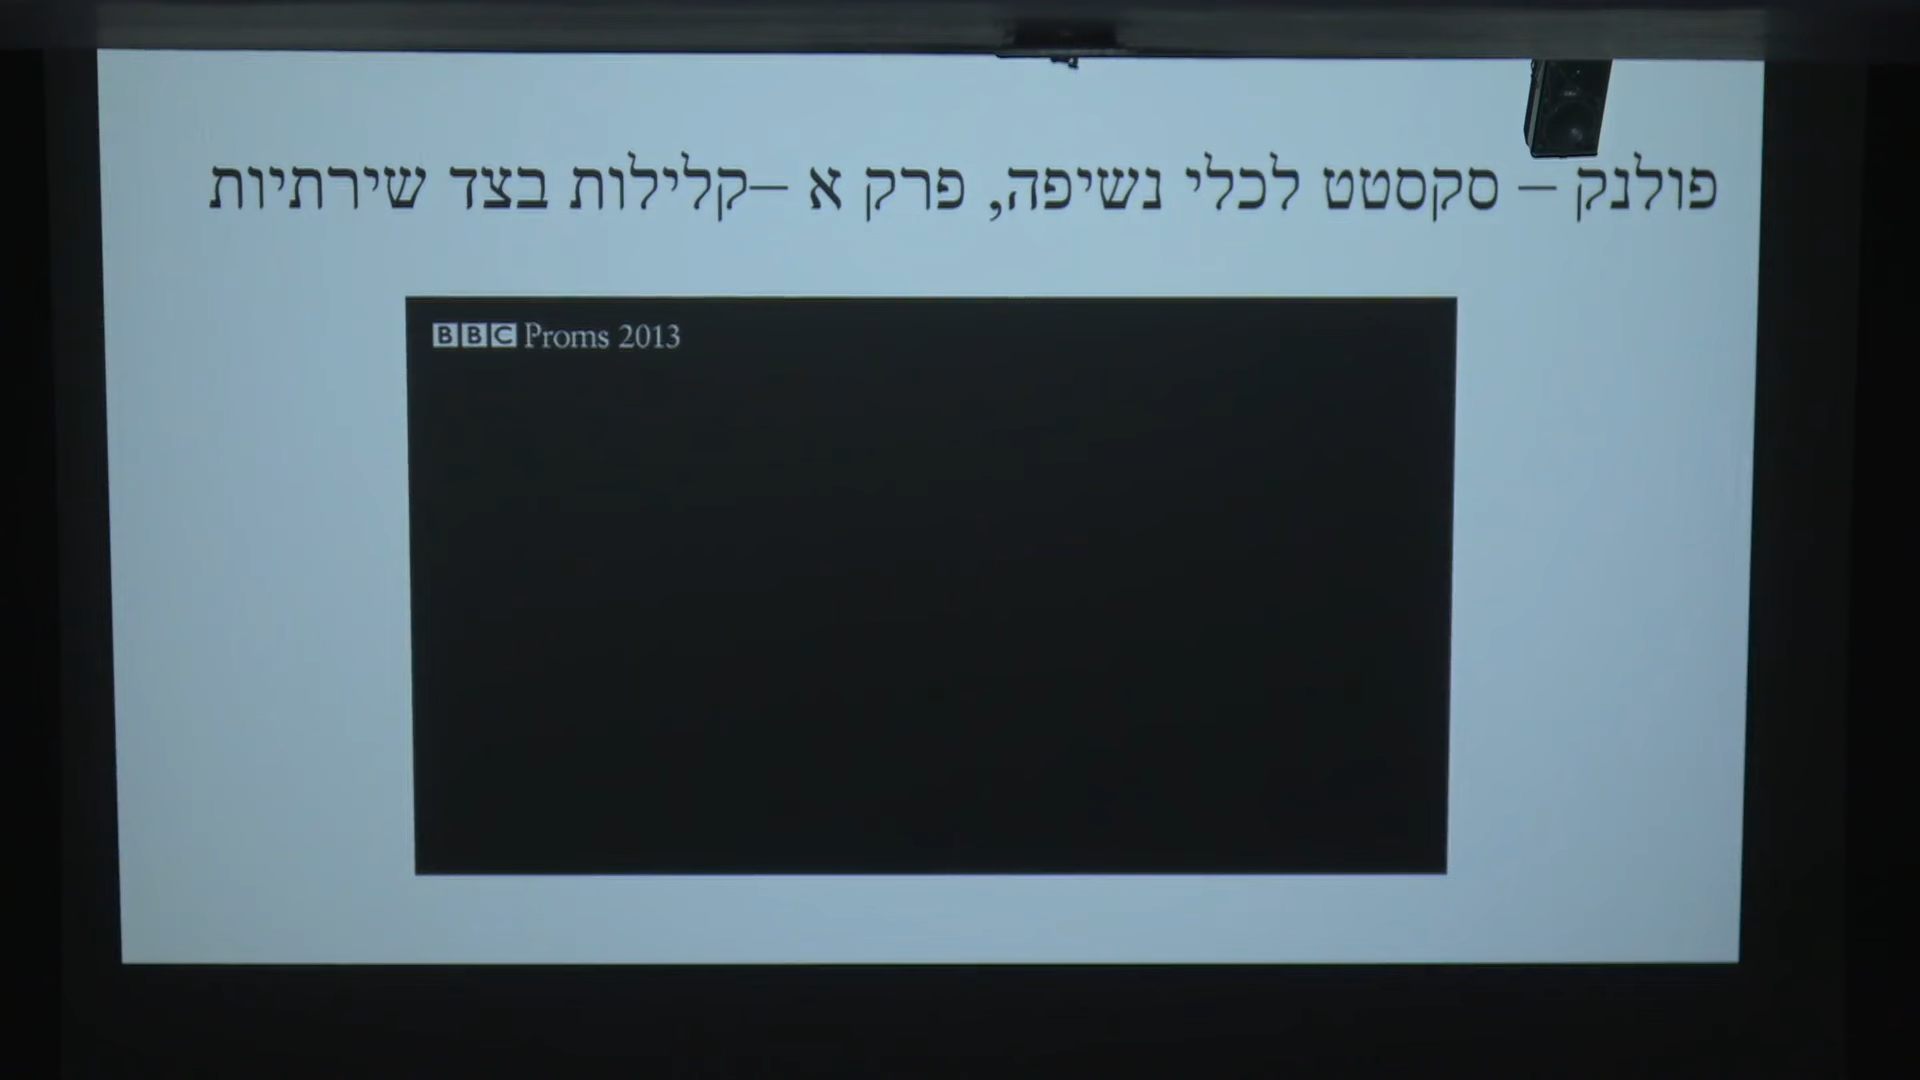 פולנק – סקסטט לכלי נשיפה, פרק א –קלילות בצד שירתיות
BBC Proms 2013